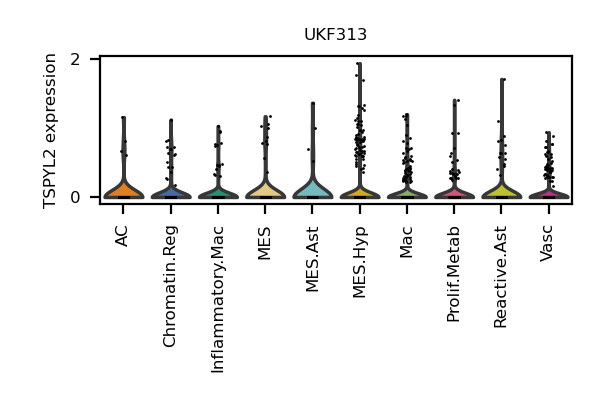 UKF313
TSPYL2 expression
2
0
AC
Chromatin.Reg
Inflammatory.Mac
MES
MES.Ast
MES.Hyp
Mac
Prolif.Metab
Reactive.Ast
Vasc